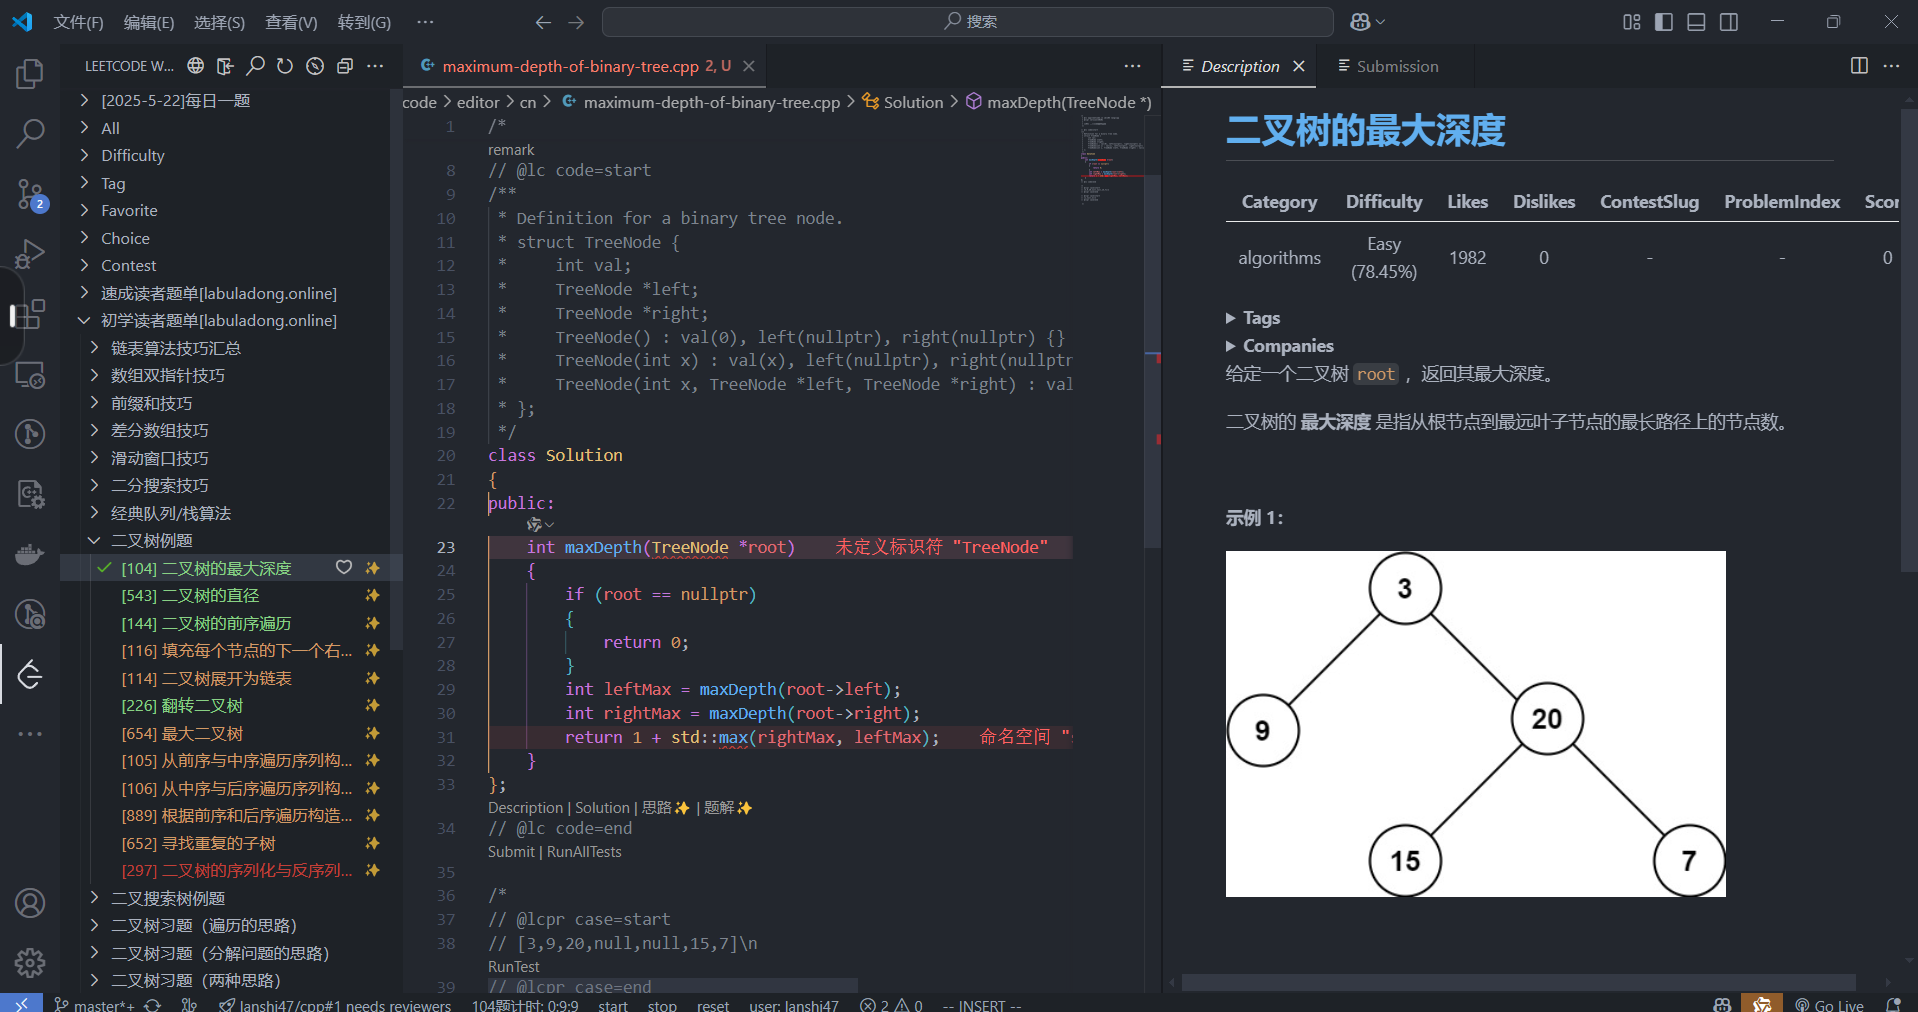 文件(F) 编辑(E) 选择(S) 查看(V) 转到(G) ··· 搜索
LEETCODE W...
[2025-5-22]每日一题
All
Difficulty
Tag
Favorite
Choice
Contest
速成读者题单[labuladong.online]
初学读者题单[labuladong.online]
链表算法技巧汇总
数组双指针技巧
前缀和技巧
差分数组技巧
滑动窗口技巧
二分搜索技巧
经典队列/栈算法
二叉树例题
[104] 二叉树的最大深度
[543] 二叉树的直径
[144] 二叉树的前序遍历
[116] 填充每个节点的下一个右...
[114] 二叉树展开为链表
[226] 翻转二叉树
[654] 最大二叉树
[105] 从前序与中序遍历序列构...
[106] 从中序与后序遍历序列构...
[889] 根据前序和后序遍历构造...
[652] 寻找重复的子树
[297] 二叉树的序列化与反序列...
二叉搜索树例题
二叉树习题（遍历的思路）
二叉树习题（分解问题的思路）
二叉树习题（两种思路）
2
maximum-depth-of-binary-tree.cpp 2, U
code > editor > cn > maximum-depth-of-binary-tree.cpp > Solution > maxDepth(TreeNode *)
1 /*
remark
8 // @lc code=start
9 /**
10 * Definition for a binary tree node.
11 * struct TreeNode {
12 *     int val;
13 *     TreeNode *left;
14 *     TreeNode *right;
15 *     TreeNode() : val(0), left(nullptr), right(nullptr) {}
16 *     TreeNode(int x) : val(x), left(nullptr), right(nullptr
17 *     TreeNode(int x, TreeNode *left, TreeNode *right) : val
18 * };
19 */
20 class Solution
21 {
22 public:
23     int maxDepth(TreeNode *root)    未定义标识符 "TreeNode"
24     {
25         if (root == nullptr)
26         {
27             return 0;
28         }
29         int leftMax = maxDepth(root->left);
30         int rightMax = maxDepth(root->right);
31         return 1 + std::max(rightMax, leftMax);    命名空间 "
32     }
33 };
Description | Solution | 思路✨ | 题解✨
34 // @lc code=end
Submit | RunAllTests
35
36 /*
37 // @lcpr case=start
38 // [3,9,20,null,null,15,7]\n
RunTest
39 // @lcpr case=end
Description
Submission
二叉树的最大深度
Category Difficulty Likes Dislikes ContestSlug ProblemIndex Scor
algorithms Easy (78.45%) 1982 0 - - 0
Tags
Companies
给定一个二叉树 root ，返回其最大深度。
二叉树的 最大深度 是指从根节点到最远叶子节点的最长路径上的节点数。
示例 1：
3
9
20
15
7
master*+ lanshi47/cpp#1 needs reviewers 104题计时: 0:9:9 start stop reset user: lanshi47 2 0 -- INSERT -- Go Live